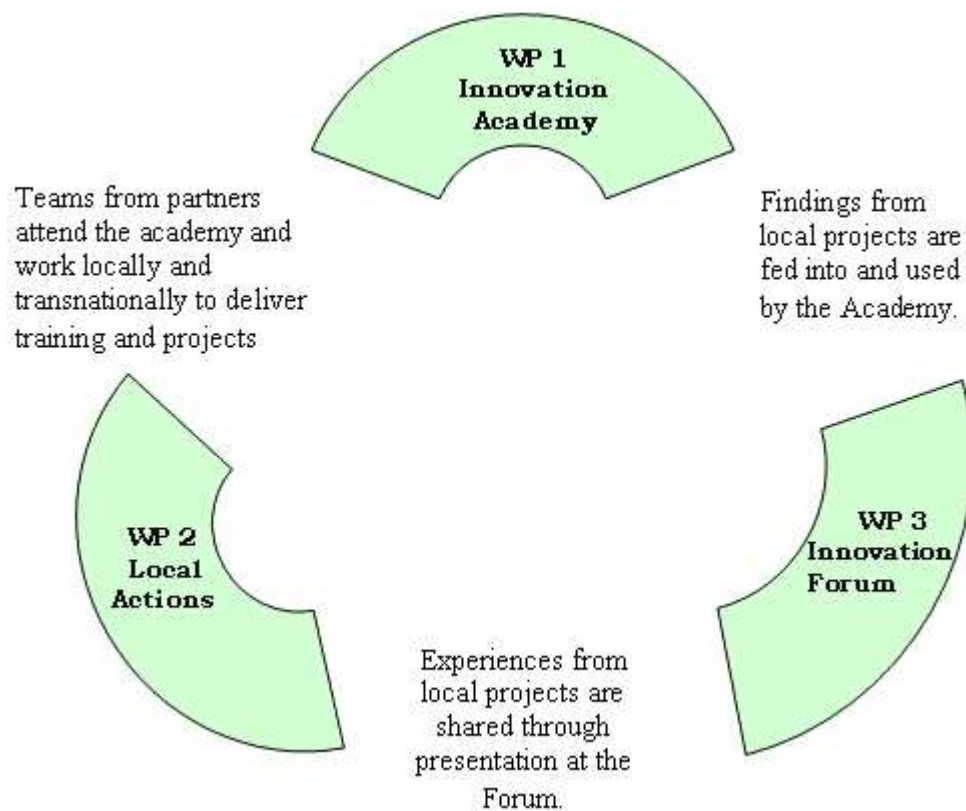 WP 1
Innovation
Academy
Teams from partners
attend the academy and
work locally and
transnationally to deliver
training and projects
Findings from
local projects are
fed into and used
by the Academy.
WP 2
Local
Actions
WP 3
Innovation
Forum
Experiences from
local projects are
shared through
presentation at the
Forum.